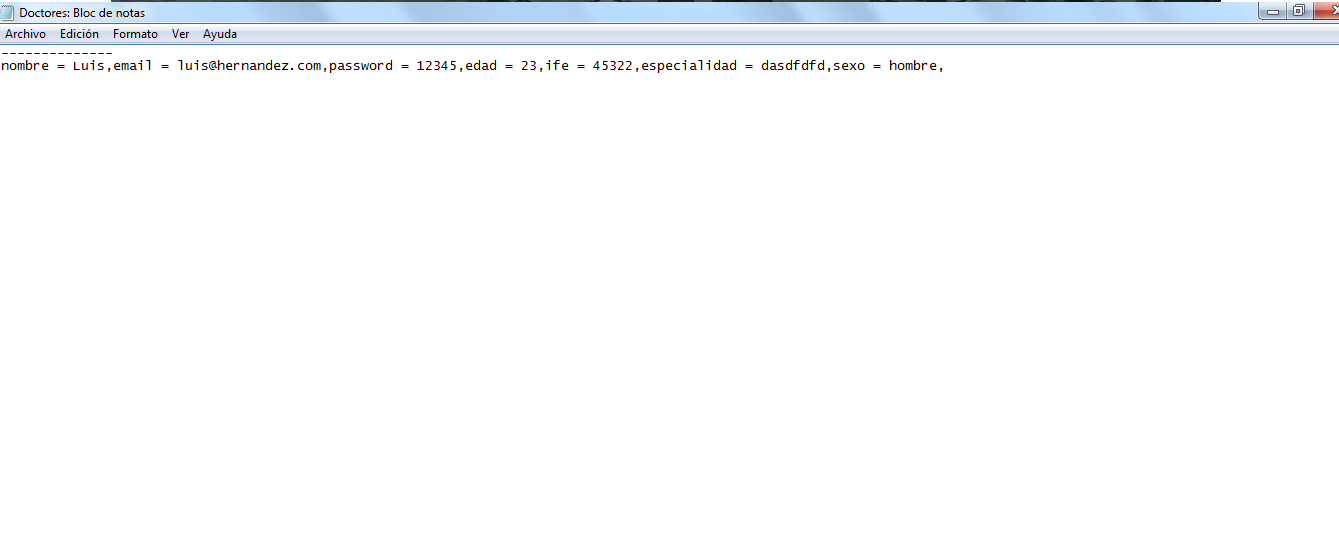 Doctores: Bloc de notas
Archivo Edición Formato Ver Ayuda
--------------
nombre = Luis,email = luis@hernandez.com,password = 12345,edad = 23,ife = 45322,especialidad = dasdfdfd,sexo = hombre,